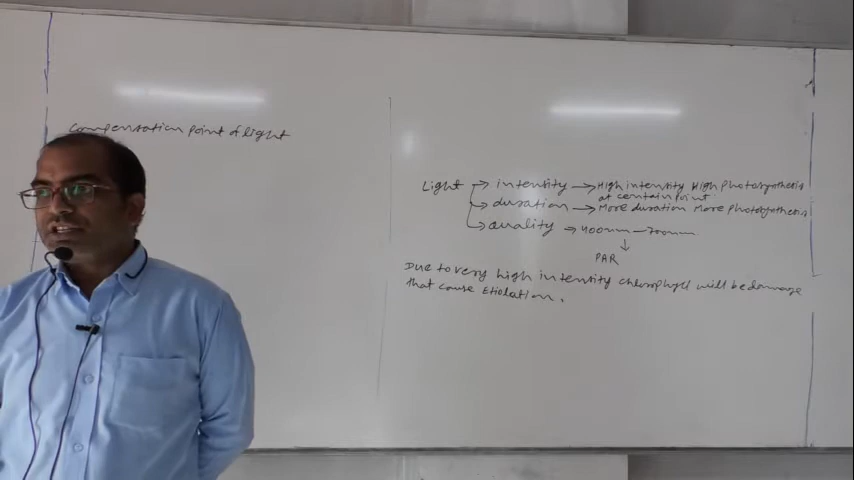 Compensation point of light
Light → intensity → High intensity High Photosynthesis
at certain point
→ duration → More duration More photosynthesis
→ quality → 400nm - 700nm
↓
PAR
Due to very high intensity chlorophyll will be damage
that cause Etiolation.